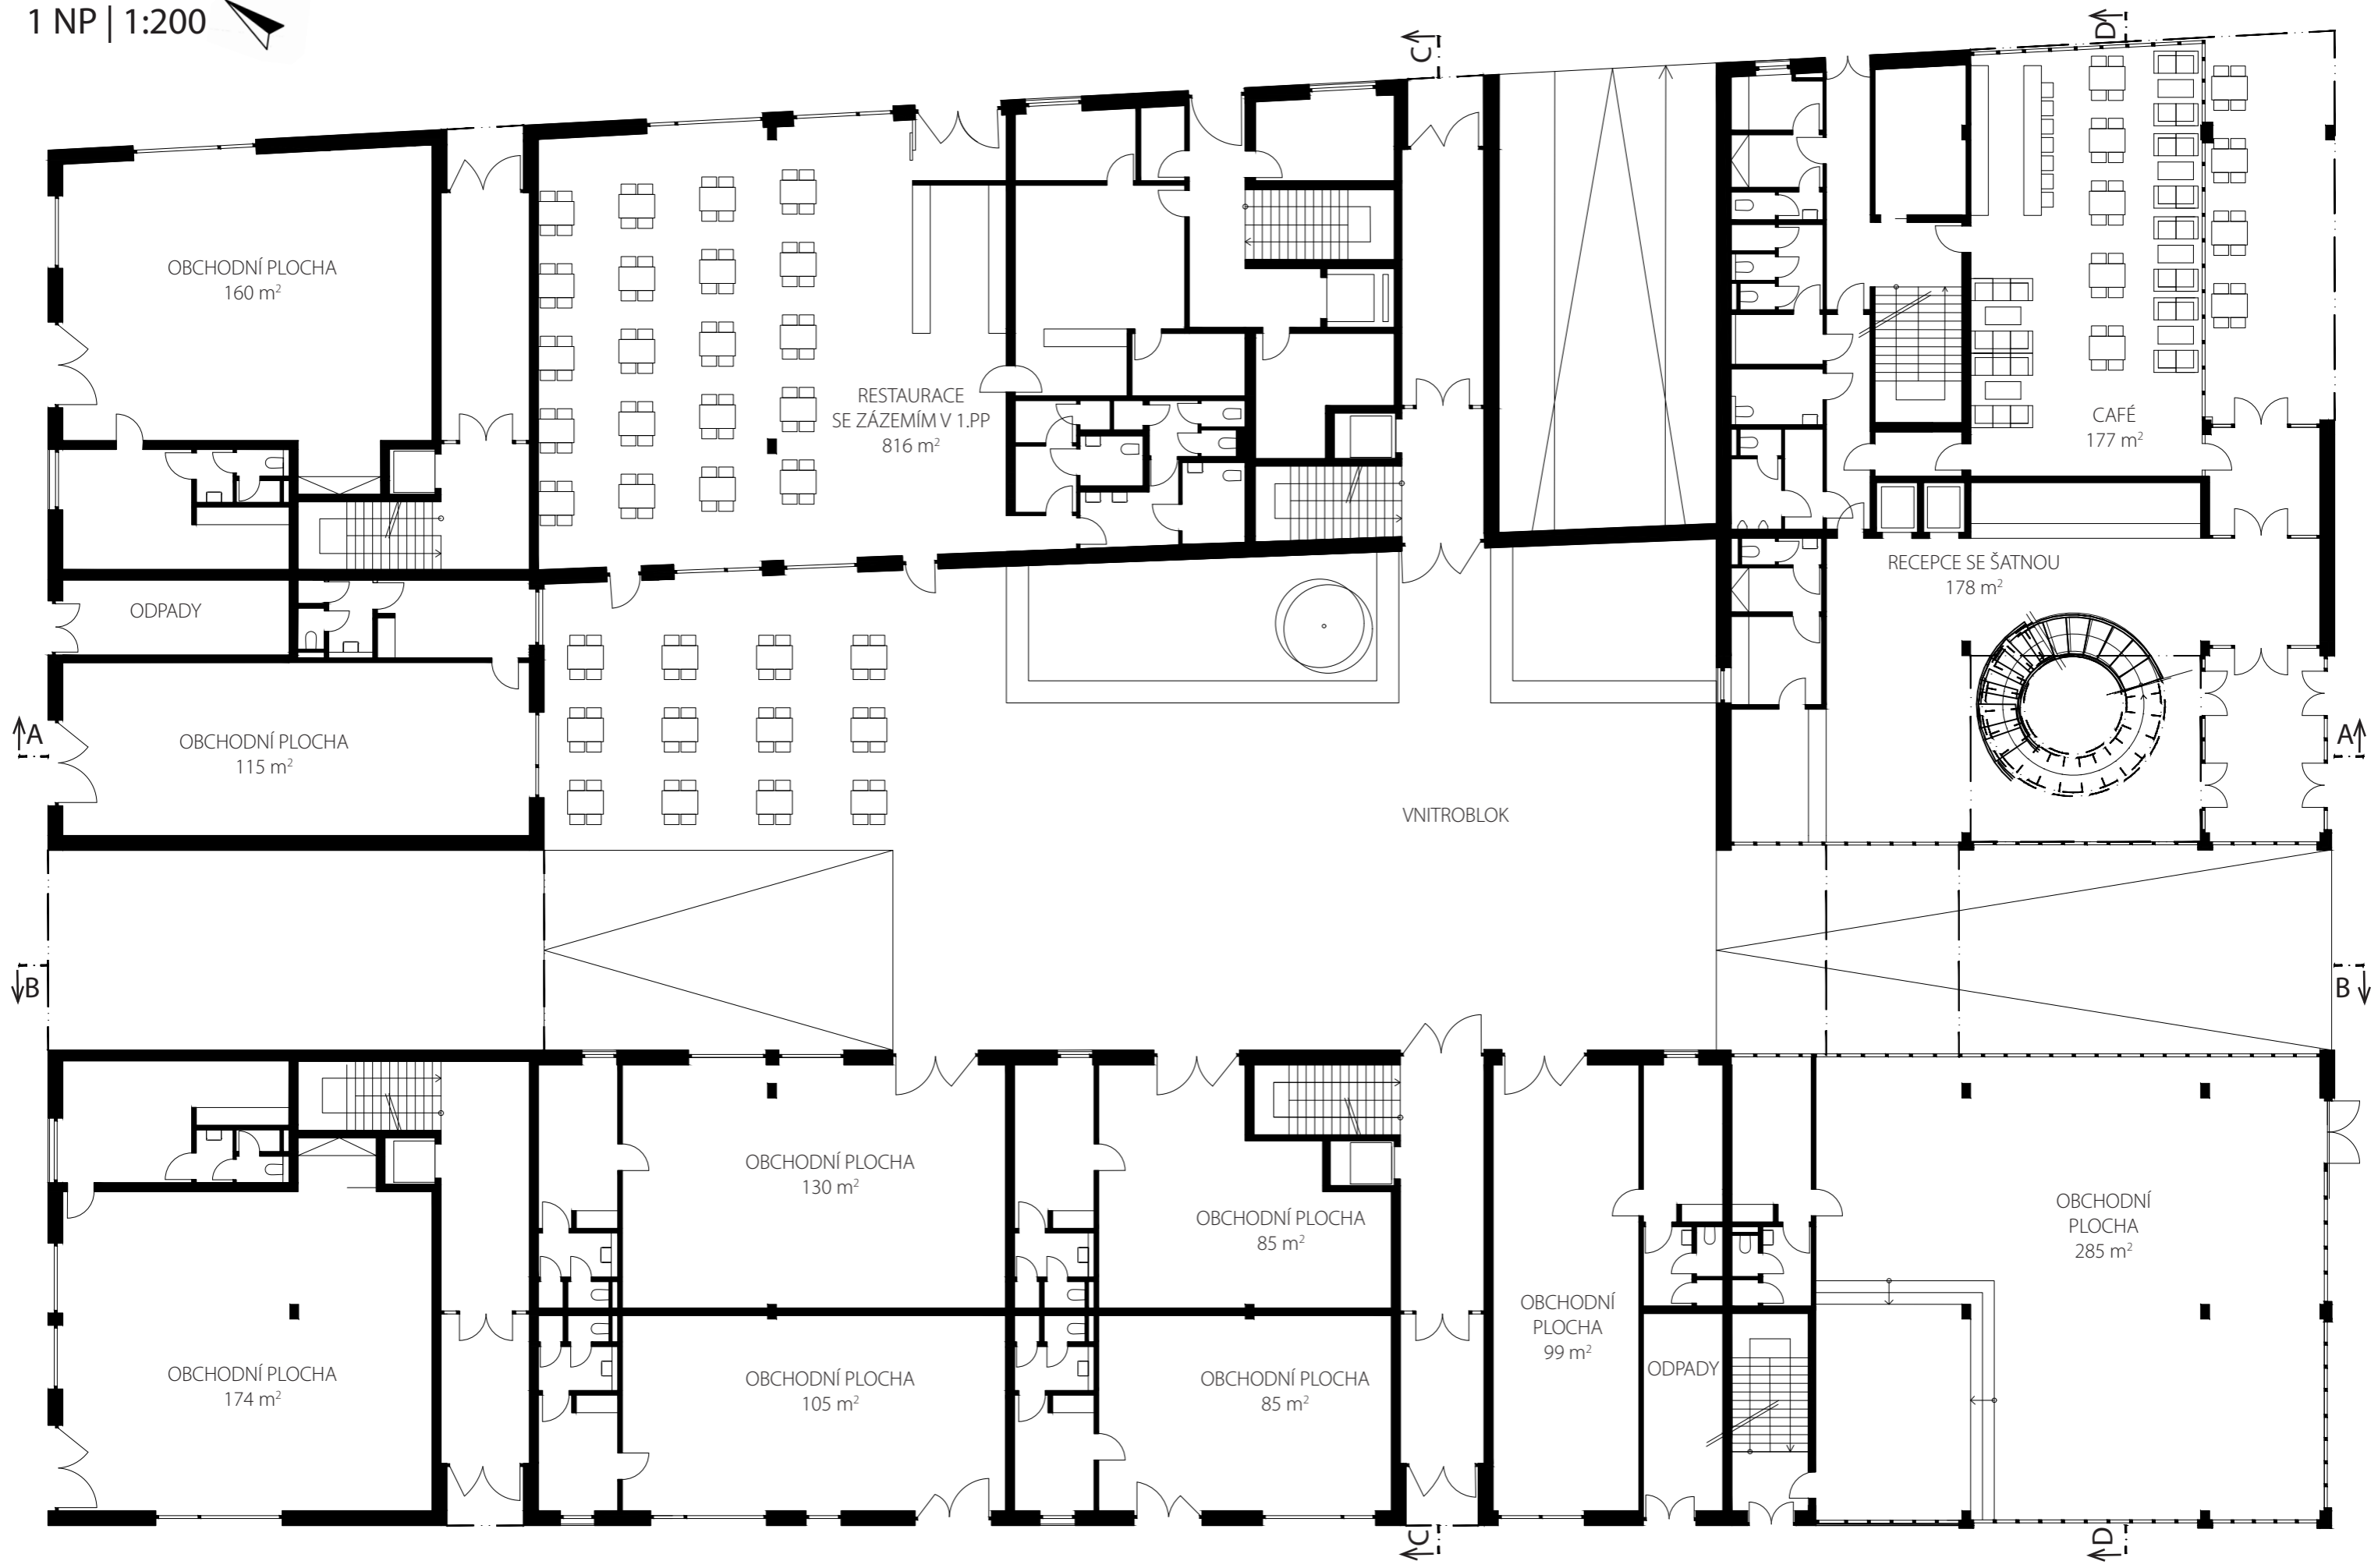 1 NP | 1:200
C
D
OBCHODNÍ PLOCHA
160 m²
RESTAURACE
SE ZÁZEMÍM V 1.PP
816 m²
CAFÉ
177 m²
RECEPCE SE ŠATNOU
178 m²
ODPADY
OBCHODNÍ PLOCHA
115 m²
A
A
VNITROBLOK
B
B
OBCHODNÍ PLOCHA
130 m²
OBCHODNÍ PLOCHA
85 m²
OBCHODNÍ
PLOCHA
285 m²
OBCHODNÍ
PLOCHA
99 m²
ODPADY
OBCHODNÍ PLOCHA
174 m²
OBCHODNÍ PLOCHA
105 m²
OBCHODNÍ PLOCHA
85 m²
C
D